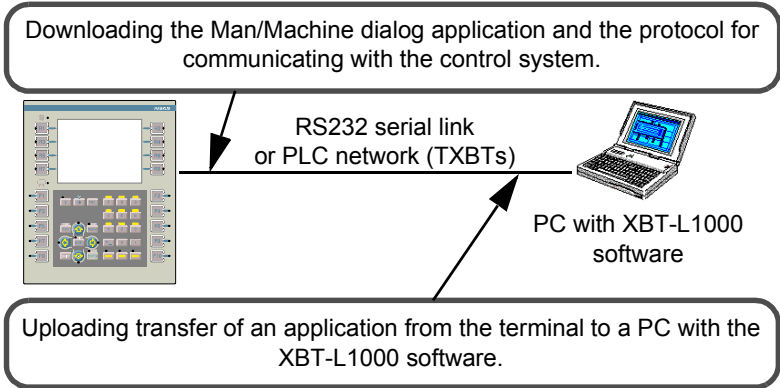 Downloading the Man/Machine dialog application and the protocol for
communicating with the control system.
RS232 serial link
or PLC network (TXBTs)
PC with XBT-L1000
software
Uploading transfer of an application from the terminal to a PC with the
XBT-L1000 software.